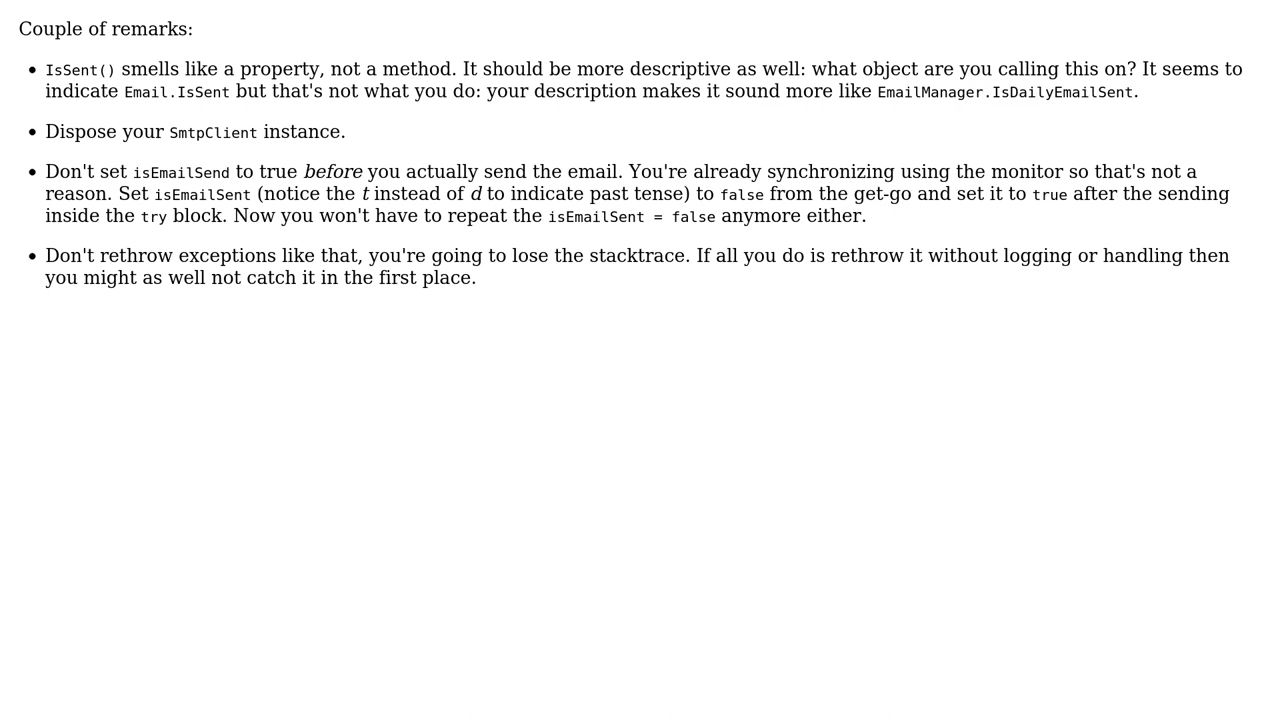 Couple of remarks:
• IsSent() smells like a property, not a method. It should be more descriptive as well: what object are you calling this on? It seems to
indicate Email.IsSent but that's not what you do: your description makes it sound more like EmailManager.IsDailyEmailSent.
• Dispose your SmtpClient instance.
• Don't set isEmailSend to true before you actually send the email. You're already synchronizing using the monitor so that's not a
reason. Set isEmailSent (notice the t instead of d to indicate past tense) to false from the get-go and set it to true after the sending
inside the try block. Now you won't have to repeat the isEmailSent = false anymore either.
• Don't rethrow exceptions like that, you're going to lose the stacktrace. If all you do is rethrow it without logging or handling then
you might as well not catch it in the first place.